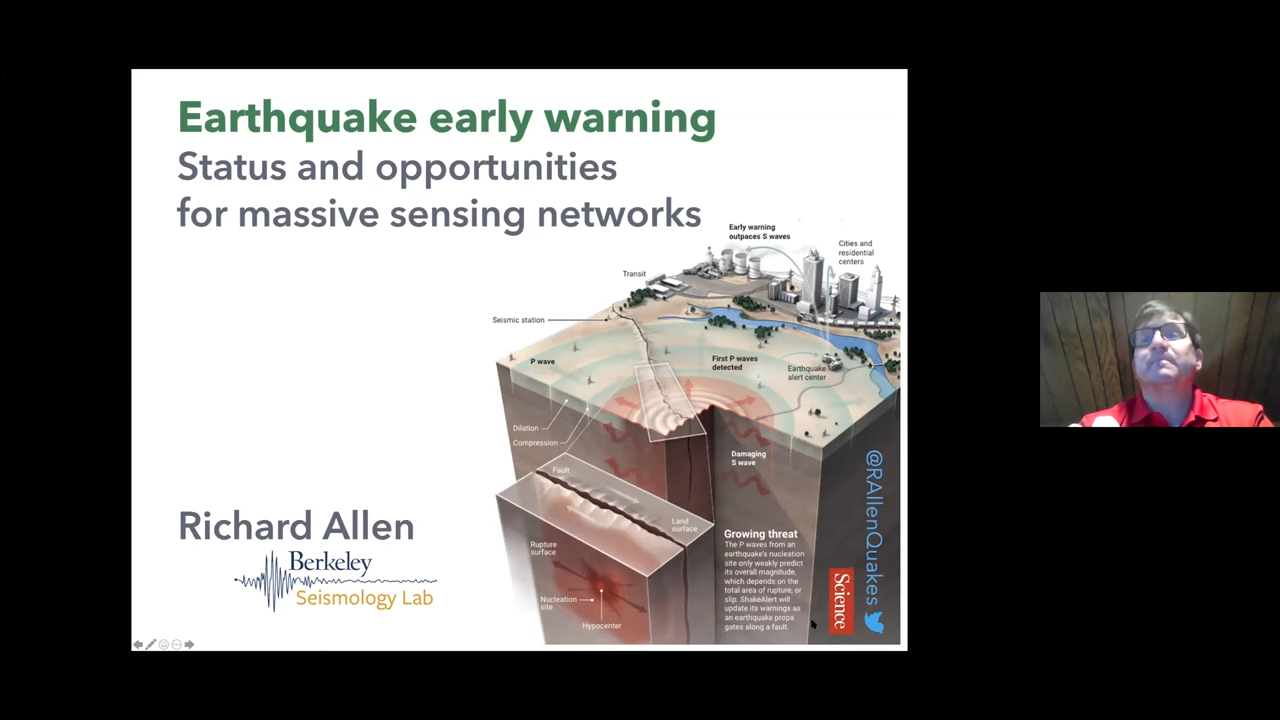 Earthquake early warning
Status and opportunities
for massive sensing networks
Early warning
outpaces S waves
Cities and
residential
centers
Transit
Seismic station
P wave
First P waves
detected
Earthquake
alert center
Dilation
Compression
Damaging
S wave
Fault
Land
surface
Rupture
surface
Nucleation
site
Hypocenter
Growing threat
The P waves from an
earthquake's nucleation
site only weakly predict
its overall magnitude,
which depends on the
total area of rupture, or
slip. ShakeAlert will
update its warnings as
an earthquake propa
gates along a fault.
Richard Allen
Berkeley
Seismology Lab
Science
@RAllenQuakes